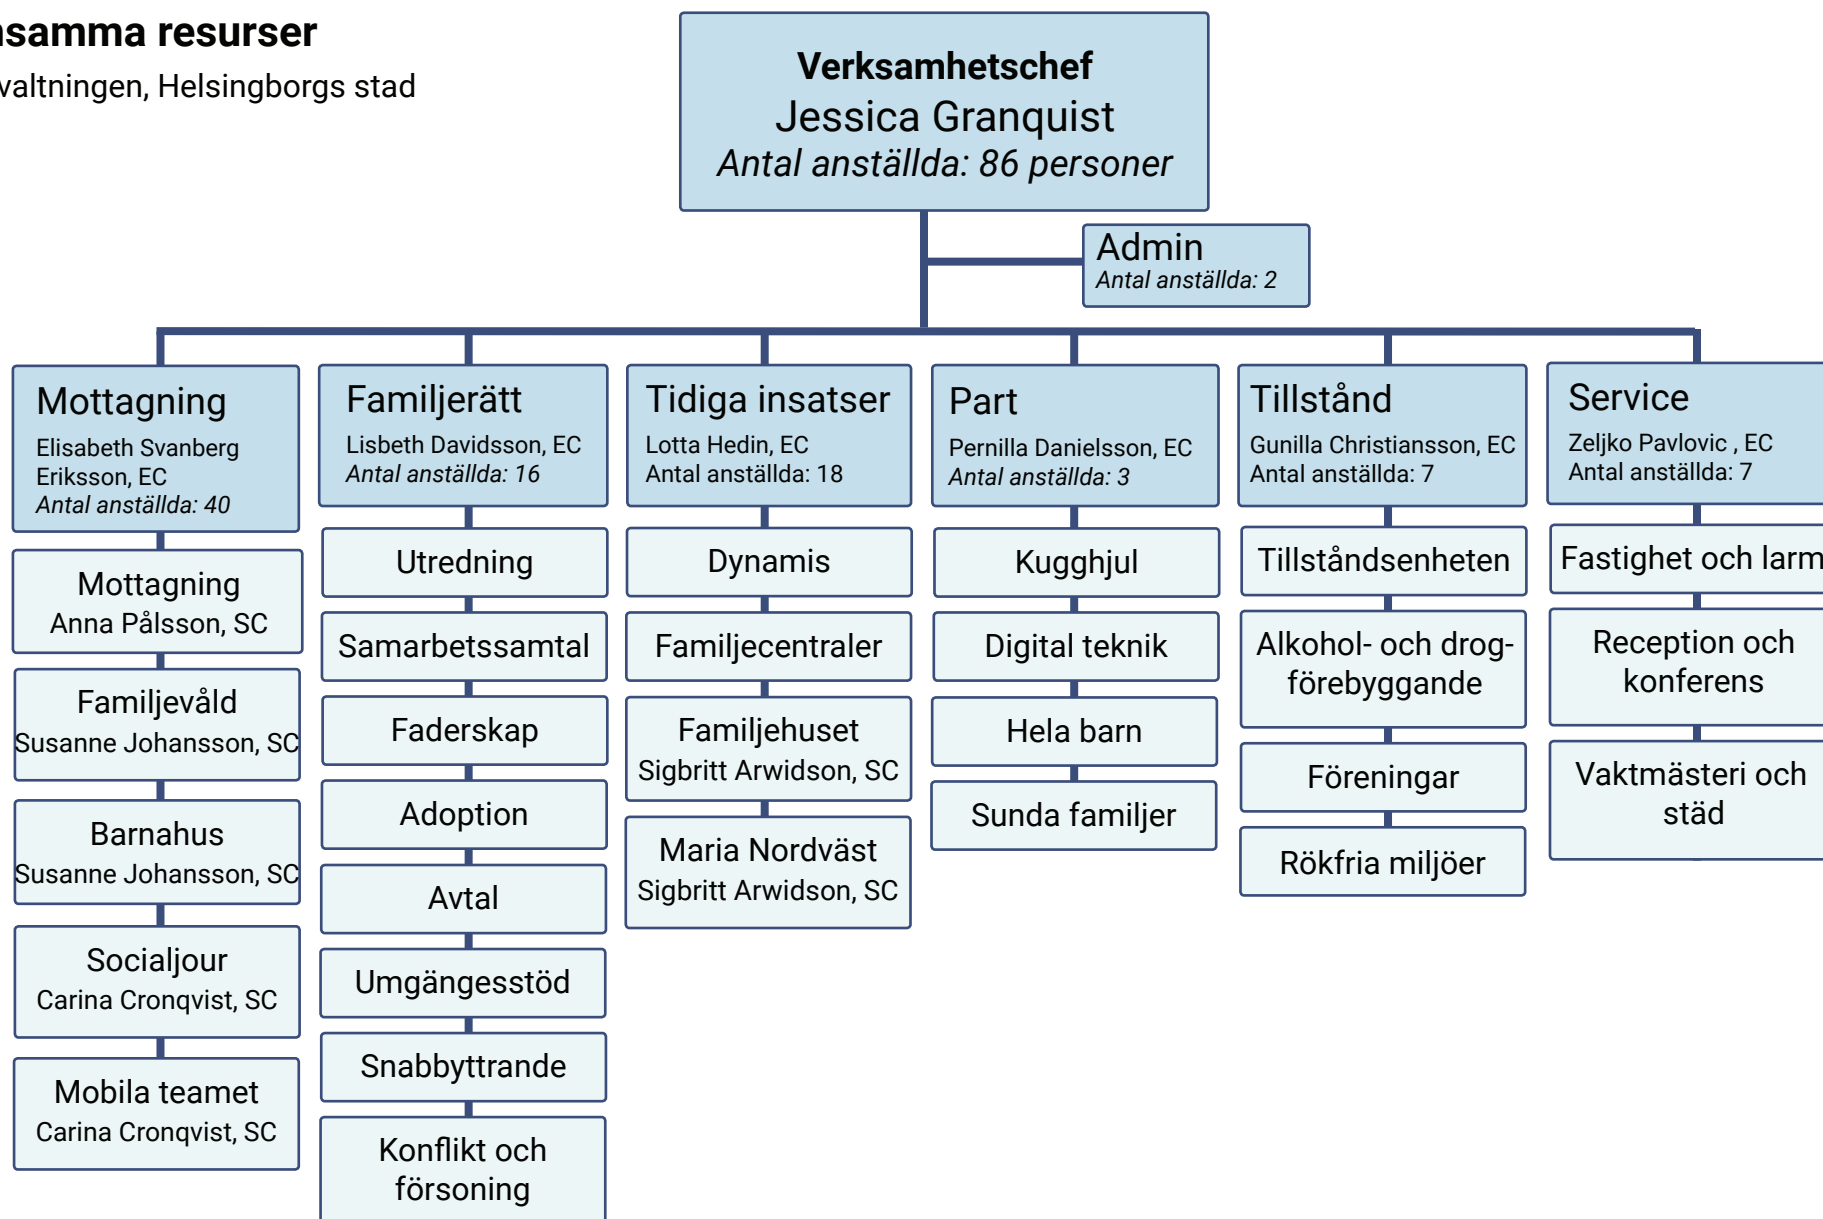 nsamma resurser
valtningen, Helsingborgs stad
Verksamhetschef
Jessica Granquist
Antal anställda: 86 personer
Admin
Antal anställda: 2
Mottagning
Elisabeth Svanberg
Eriksson, EC
Antal anställda: 40
Mottagning
Anna Pålsson, SC
Familjevåld
Susanne Johansson, SC
Barnahus
Susanne Johansson, SC
Socialjour
Carina Cronqvist, SC
Mobila teamet
Carina Cronqvist, SC
Familjerätt
Lisbeth Davidsson, EC
Antal anställda: 16
Utredning
Samarbetssamtal
Faderskap
Adoption
Avtal
Umgängesstöd
Snabbyttrande
Konflikt och
försoning
Tidiga insatser
Lotta Hedin, EC
Antal anställda: 18
Dynamis
Familjecentraler
Familjehuset
Sigbritt Arwidson, SC
Maria Nordväst
Sigbritt Arwidson, SC
Part
Pernilla Danielsson, EC
Antal anställda: 3
Kugghjul
Digital teknik
Hela barn
Sunda familjer
Tillstånd
Gunilla Christiansson, EC
Antal anställda: 7
Tillståndsenheten
Alkohol- och drog-
förebyggande
Föreningar
Rökfria miljöer
Service
Zeljko Pavlovic , EC
Antal anställda: 7
Fastighet och larm
Reception och
konferens
Vaktmästeri och
städ